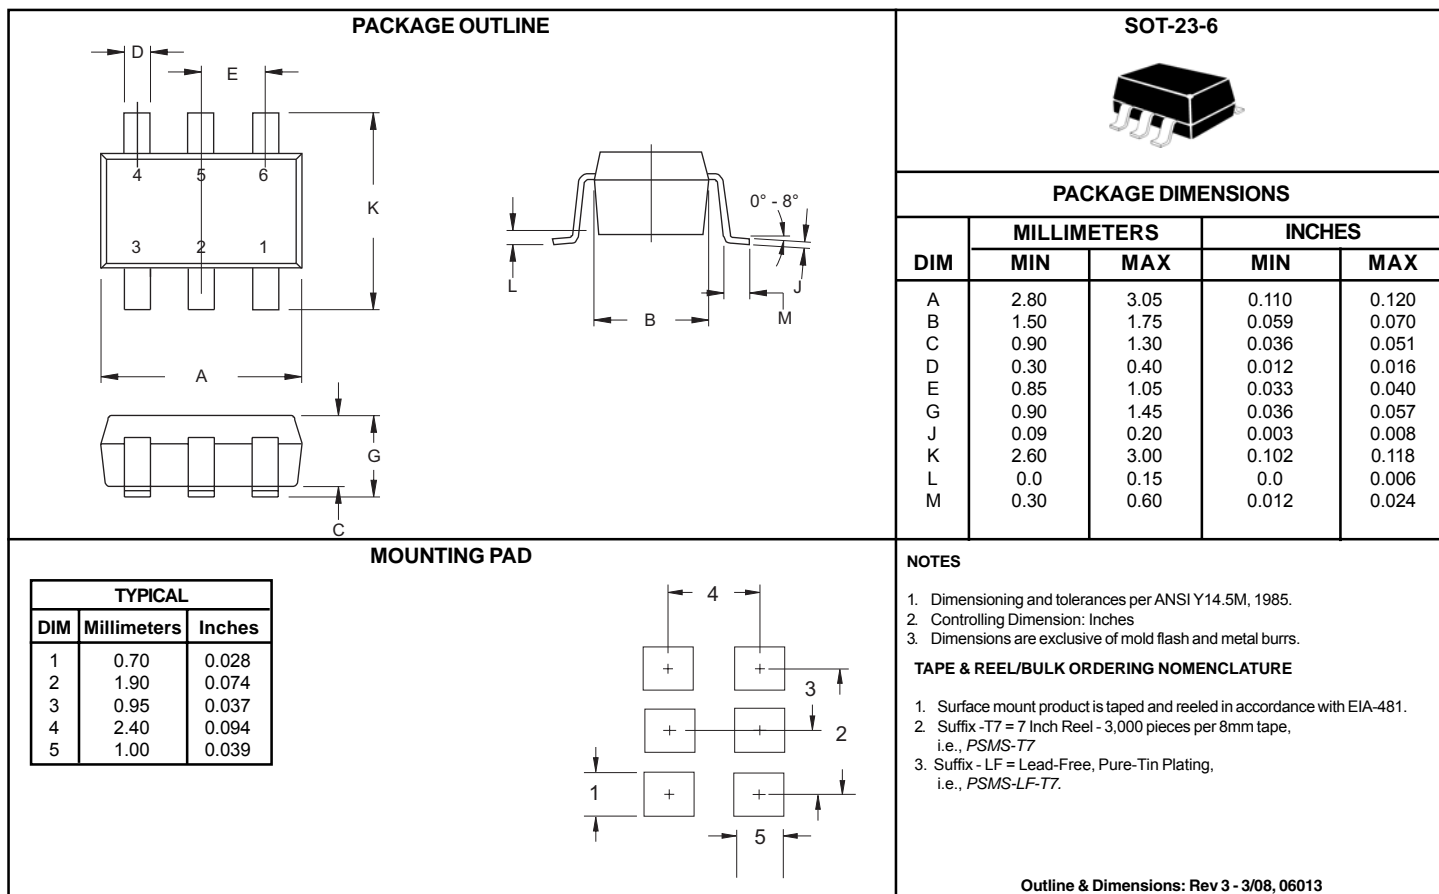 PACKAGE OUTLINE
D
E
4 5 6
3 2 1
K
A
G
C
0° - 8°
L
B
M
J
SOT-23-6
PACKAGE DIMENSIONS
MILLIMETERS INCHES
DIM MIN MAX MIN MAX
A 2.80 3.05 0.110 0.120
B 1.50 1.75 0.059 0.070
C 0.90 1.30 0.036 0.051
D 0.30 0.40 0.012 0.016
E 0.85 1.05 0.033 0.040
G 0.90 1.45 0.036 0.057
J 0.09 0.20 0.003 0.008
K 2.60 3.00 0.102 0.118
L 0.0 0.15 0.0 0.006
M 0.30 0.60 0.012 0.024
MOUNTING PAD
TYPICAL
DIM Millimeters Inches
1 0.70 0.028
2 1.90 0.074
3 0.95 0.037
4 2.40 0.094
5 1.00 0.039
4
3
2
1
5
NOTES
1. Dimensioning and tolerances per ANSI Y14.5M, 1985.
2. Controlling Dimension: Inches
3. Dimensions are exclusive of mold flash and metal burrs.
TAPE & REEL/BULK ORDERING NOMENCLATURE
1. Surface mount product is taped and reeled in accordance with EIA-481.
2. Suffix -T7 = 7 Inch Reel - 3,000 pieces per 8mm tape,
i.e., PSMS-T7
3. Suffix - LF = Lead-Free, Pure-Tin Plating,
i.e., PSMS-LF-T7.
Outline & Dimensions: Rev 3 - 3/08, 06013